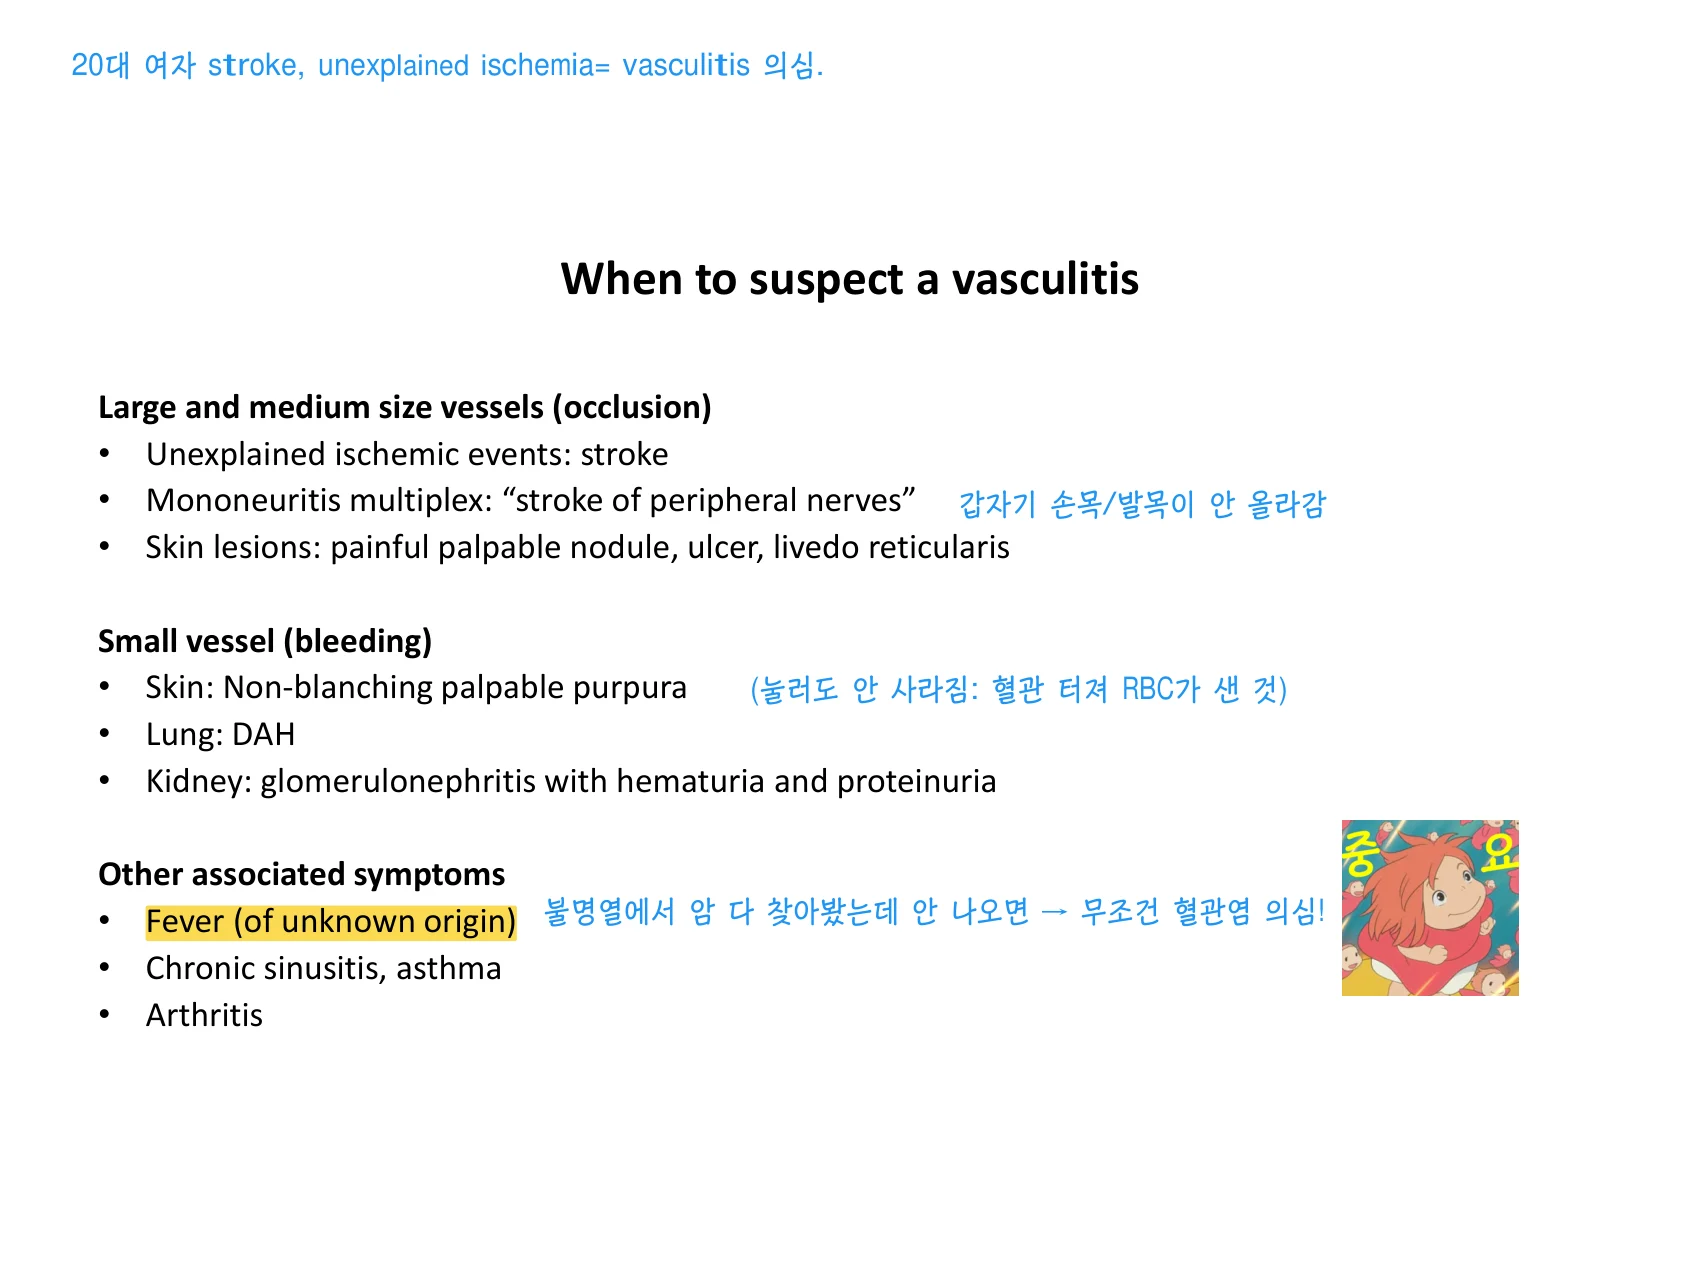 20대 여자 stroke, unexplained ischemia= vasculitis 의심.
When to suspect a vasculitis
Large and medium size vessels (occlusion)
• Unexplained ischemic events: stroke
• Mononeuritis multiplex: “stroke of peripheral nerves” 갑자기 손목/발목이 안 올라감
• Skin lesions: painful palpable nodule, ulcer, livedo reticularis
Small vessel (bleeding)
• Skin: Non-blanching palpable purpura (눌러도 안 사라짐: 혈관 터져 RBC가 샌 것)
• Lung: DAH
• Kidney: glomerulonephritis with hematuria and proteinuria
Other associated symptoms
• Fever (of unknown origin) 불명열에서 암 다 찾아봤는데 안 나오면 → 무조건 혈관염 의심!
중요
• Chronic sinusitis, asthma
• Arthritis